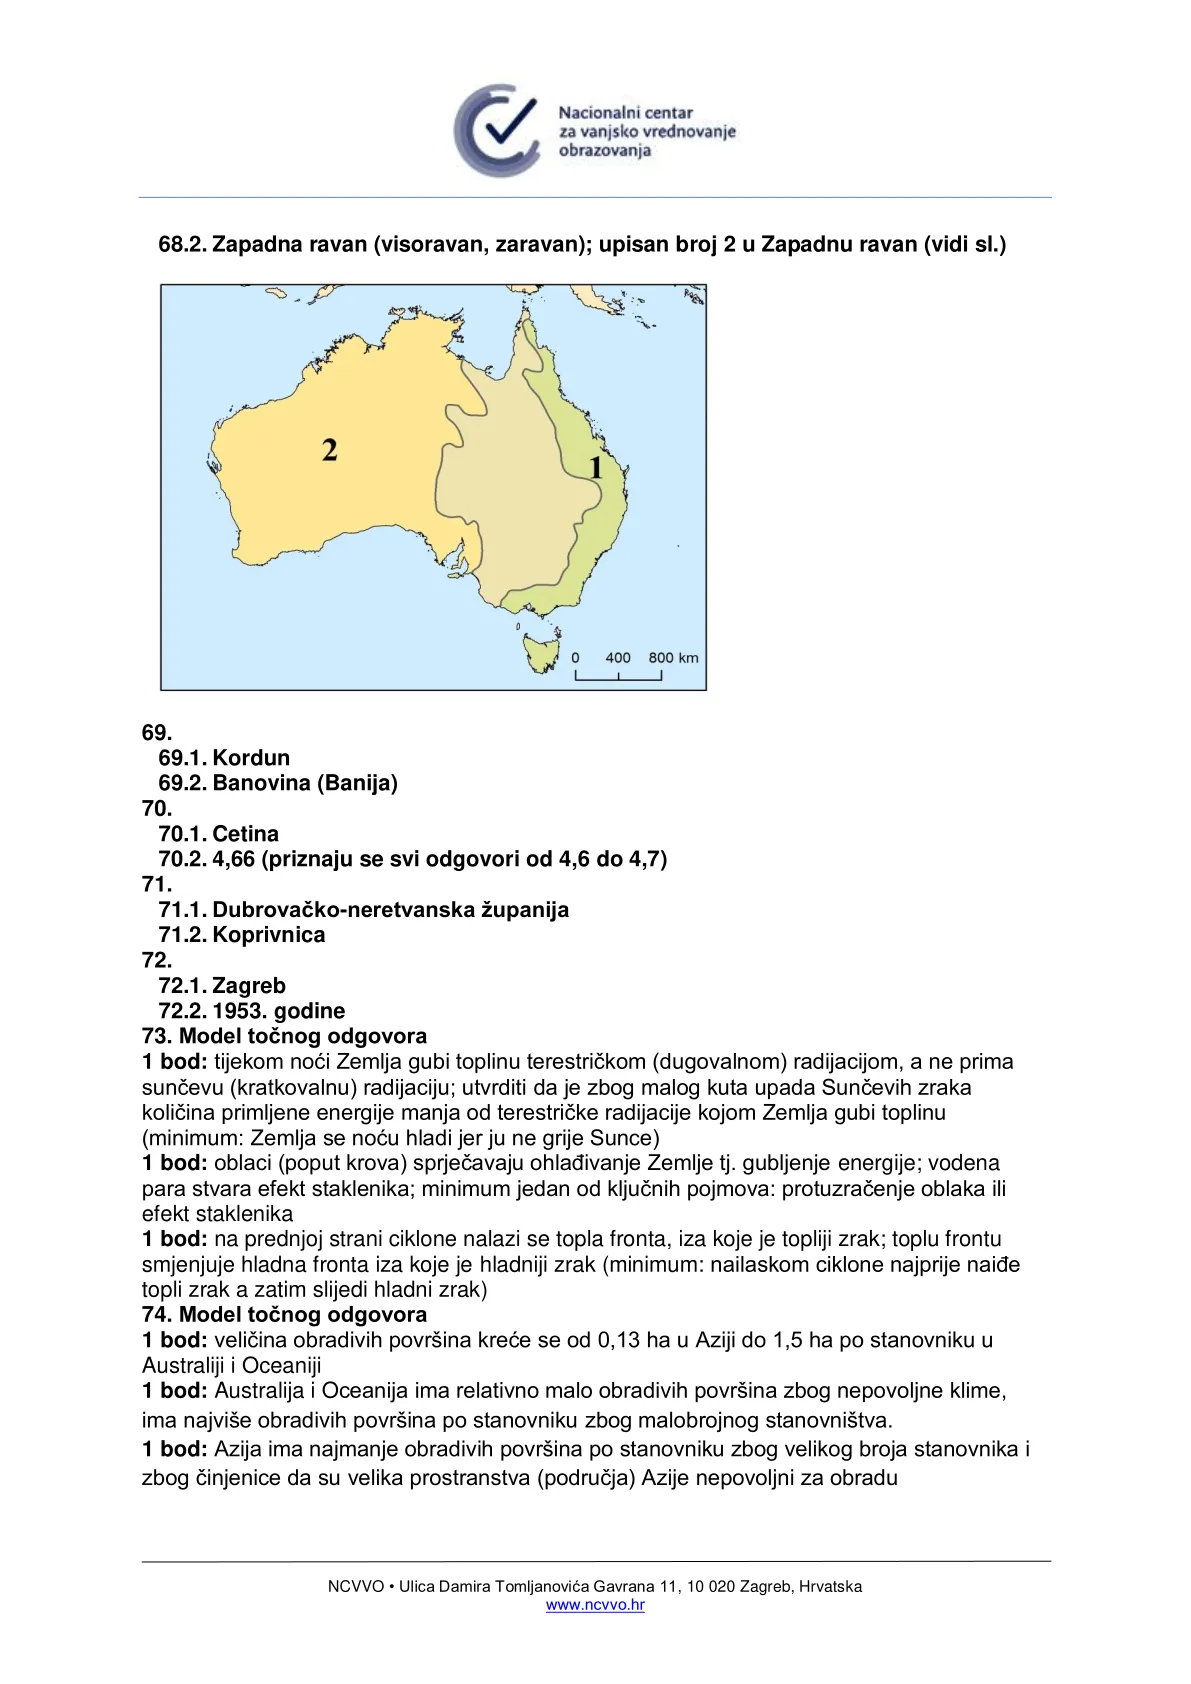 Nacionalni centar
za vanjsko vrednovanje
obrazovanja
68.2. Zapadna ravan (visoravan, zaravan); upisan broj 2 u Zapadnu ravan (vidi sl.)
2
1
0 400 800 km
69.
69.1. Kordun
69.2. Banovina (Banija)
70.
70.1. Cetina
70.2. 4,66 (priznaju se svi odgovori od 4,6 do 4,7)
71.
71.1. Dubrovačko-neretvanska županija
71.2. Koprivnica
72.
72.1. Zagreb
72.2. 1953. godine
73. Model točnog odgovora
1 bod: tijekom noći Zemlja gubi toplinu terestričkom (dugovalnom) radijacijom, a ne prima
sunčevu (kratkovalnu) radijaciju; utvrditi da je zbog malog kuta upada Sunčevih zraka
količina primljene energije manja od terestričke radijacije kojom Zemlja gubi toplinu
(minimum: Zemlja se noću hladi jer ju ne grije Sunce)
1 bod: oblaci (poput krova) sprječavaju ohlađivanje Zemlje tj. gubljenje energije; vodena
para stvara efekt staklenika; minimum jedan od ključnih pojmova: protuzračenje oblaka ili
efekt staklenika
1 bod: na prednjoj strani ciklone nalazi se topla fronta, iza koje je topliji zrak; toplu frontu
smjenjuje hladna fronta iza koje je hladniji zrak (minimum: nailaskom ciklone najprije naiđe
topli zrak a zatim slijedi hladni zrak)
74. Model točnog odgovora
1 bod: veličina obradivih površina kreće se od 0,13 ha u Aziji do 1,5 ha po stanovniku u
Australiji i Oceaniji
1 bod: Australija i Oceanija ima relativno malo obradivih površina zbog nepovoljne klime,
ima najviše obradivih površina po stanovniku zbog malobrojnog stanovništva.
1 bod: Azija ima najmanje obradivih površina po stanovniku zbog velikog broja stanovnika i
zbog činjenice da su velika prostranstva (područja) Azije nepovoljni za obradu
NCVVO • Ulica Damira Tomljanovića Gavrana 11, 10 020 Zagreb, Hrvatska
www.ncvvo.hr